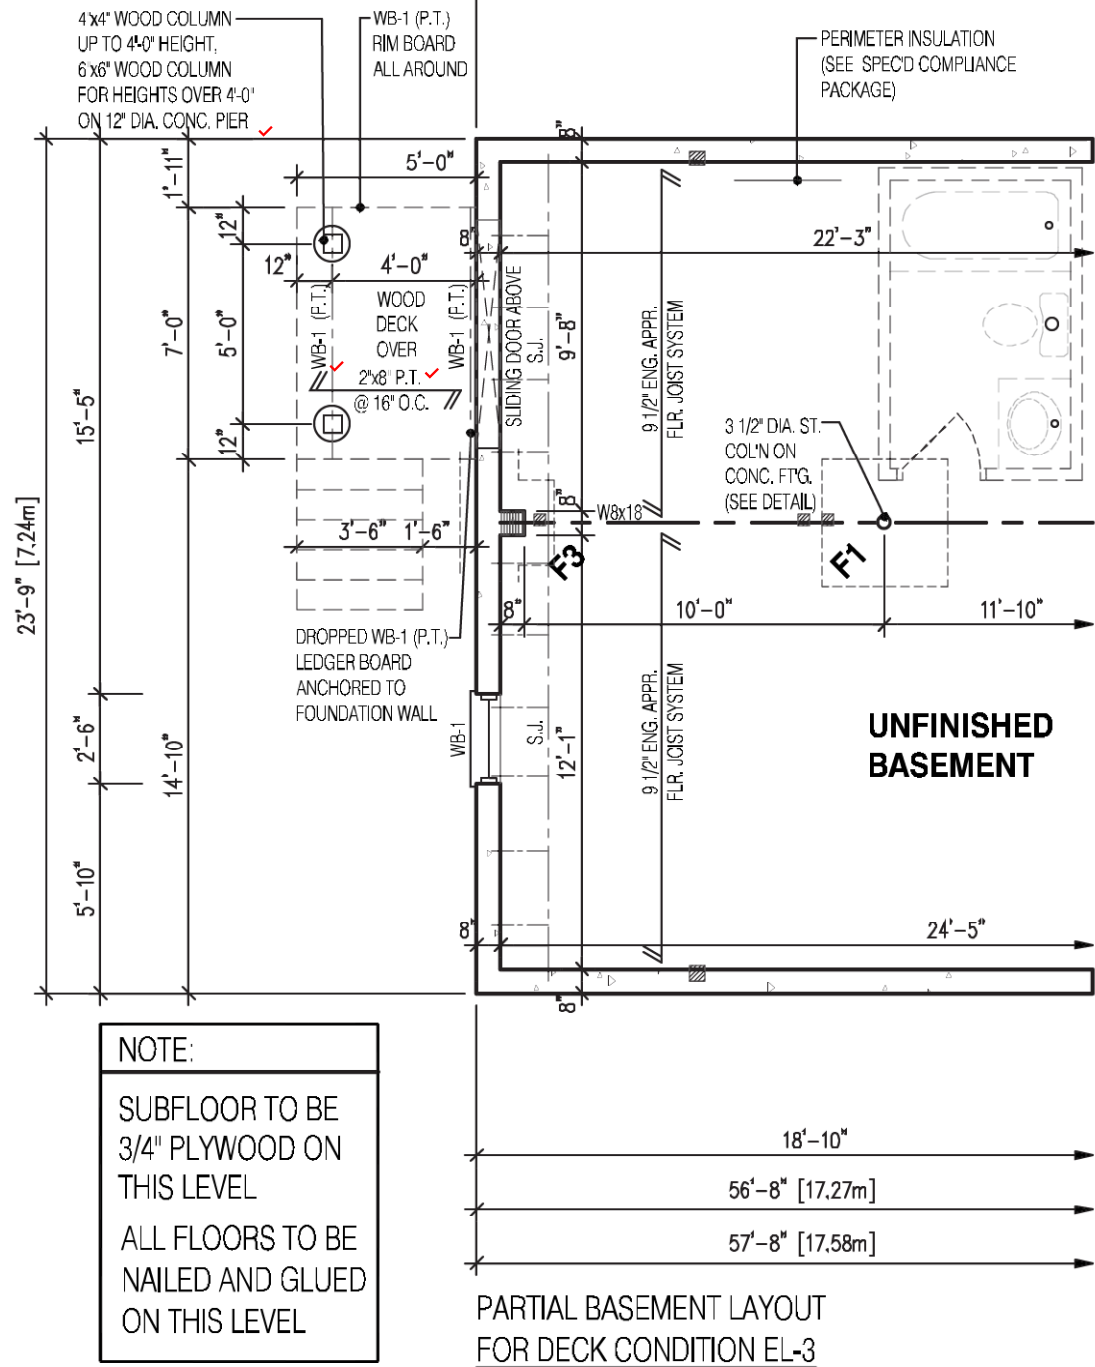 4"x4" WOOD COLUMN
UP TO 4'-0" HEIGHT,
6"x6" WOOD COLUMN
FOR HEIGHTS OVER 4'-0"
ON 12" DIA. CONC. PIER
WB-1 (P.T.)
RIM BOARD
ALL AROUND
PERIMETER INSULATION
(SEE SPEC'D COMPLIANCE
PACKAGE)
8"
5'-0"
1'-11"
12"
8"
22'-3"
12"
4'-0"
WOOD
DECK
OVER
2"x8" P.T.
@ 16" O.C.
WB-1 (F.T.)
WB-1 (F.T.)
SLIDING DOOR ABOVE
S.J.
9'-8"
9 1/2" ENG. APPR.
FLR. JOIST SYSTEM
7'-0"
5'-0"
12"
15'-5"
3 1/2" DIA. ST.
COL'N ON
CONC. FT'G.
(SEE DETAIL)
8"
W8x18
23'-9" [7.24m]
3'-6"
1'-6"
F3
F1
8"
10'-0"
11'-10"
DROPPED WB-1 (P.T.)
LEDGER BOARD
ANCHORED TO
FOUNDATION WALL
WB-1
S.J.
12'-1"
9 1/2" ENG. APPR.
FLR. JOIST SYSTEM
UNFINISHED
BASEMENT
2'-6"
14'-10"
5'-10"
8"
24'-5"
8"
NOTE:
SUBFLOOR TO BE
3/4" PLYWOOD ON
THIS LEVEL
ALL FLOORS TO BE
NAILED AND GLUED
ON THIS LEVEL
18'-10"
56'-8" [17.27m]
57'-8" [17.58m]
PARTIAL BASEMENT LAYOUT
FOR DECK CONDITION EL-3